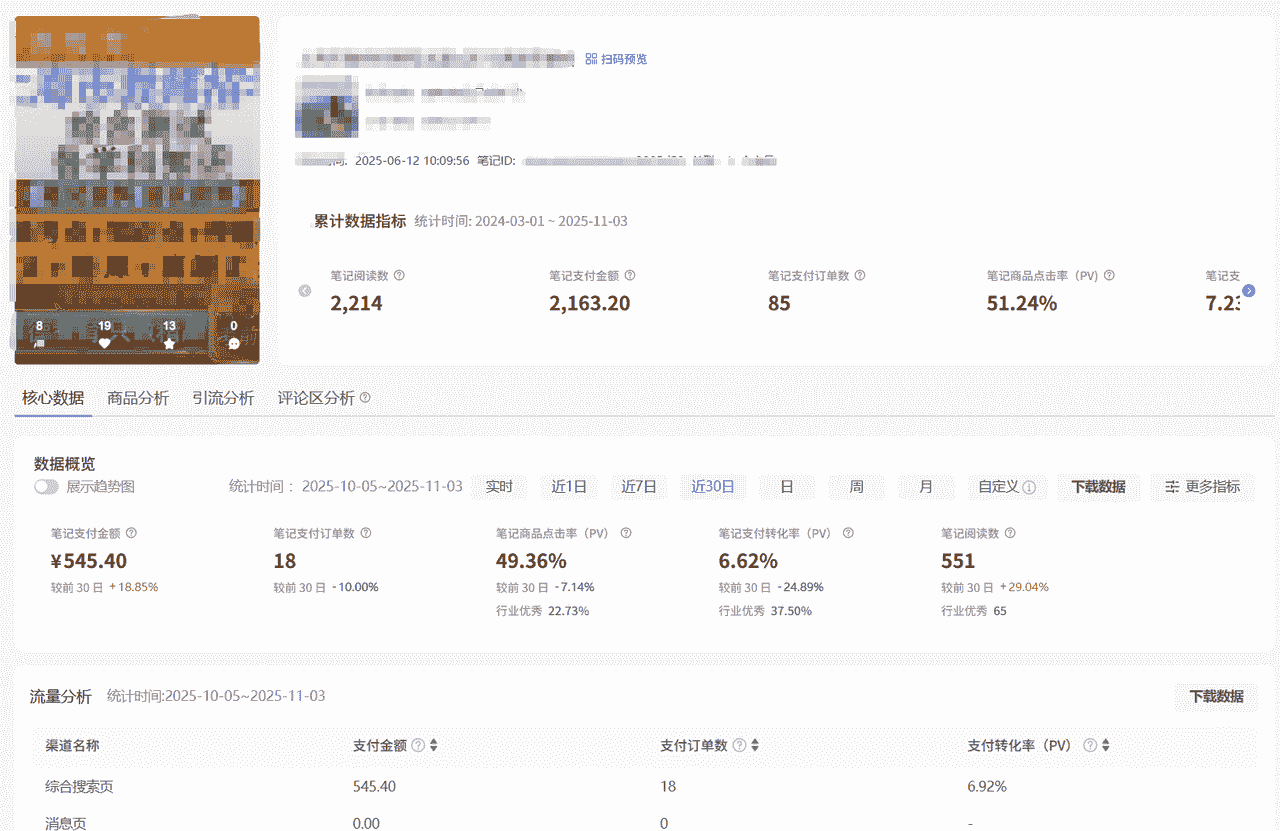 扫码预览
2025-06-12 10:09:56 笔记ID:
累计数据指标 统计时间: 2024-03-01 ~ 2025-11-03
笔记阅读数 笔记支付金额 笔记支付订单数 笔记商品点击率（PV） 笔记支
2,214 2,163.20 85 51.24%
8 19 13 0
核心数据 商品分析 引流分析 评论区分析
数据概览
展示趋势图 统计时间 : 2025-10-05~2025-11-03 实时 近1日 近7日 近30日 日 周 月 自定义 下载数据 更多指标
笔记支付金额 笔记支付订单数 笔记商品点击率（PV） 笔记支付转化率（PV） 笔记阅读数
¥545.40 18 49.36% 6.62% 551
较前 30 日 +18.85% 较前 30 日 -10.00% 较前 30 日 -7.14% 较前 30 日 -24.89% 较前 30 日 +29.04%
行业优秀 22.73% 行业优秀 37.50% 行业优秀 65
流量分析 统计时间:2025-10-05~2025-11-03 下载数据
渠道名称 支付金额 支付订单数 支付转化率（PV）
综合搜索页 545.40 18 6.92%
消息页 0.00 0 -